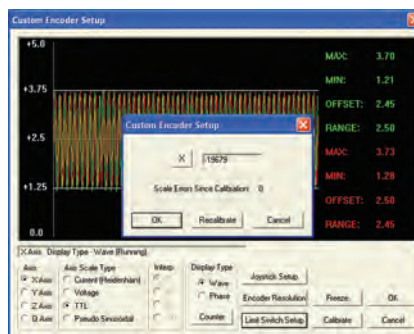 Custom Encoder Setup
+5.0
+3.75
+2.5
+1.25
0.0
MAX: 3.70
MIN: 1.21
OFFSET: 2.45
RANGE: 2.50
MAX: 3.73
MIN: 1.28
OFFSET: 2.50
RANGE: 2.45
Custom Encoder Setup
X -19679
Scale Errors Since Calibration: 0
OK Recalibrate Cancel
X Axis Display Type - Wave (Running)
Axis Axis Scale Type Interp. Display Type
X Axis Current (Heidenhain) Wave Joystick Setup
Y Axis Voltage Phase Encoder Resolution Freeze OK
Z Axis TTL
Q Axis Pseudo Sinusoidal Counter Limit Switch Setup Calibrate Cancel